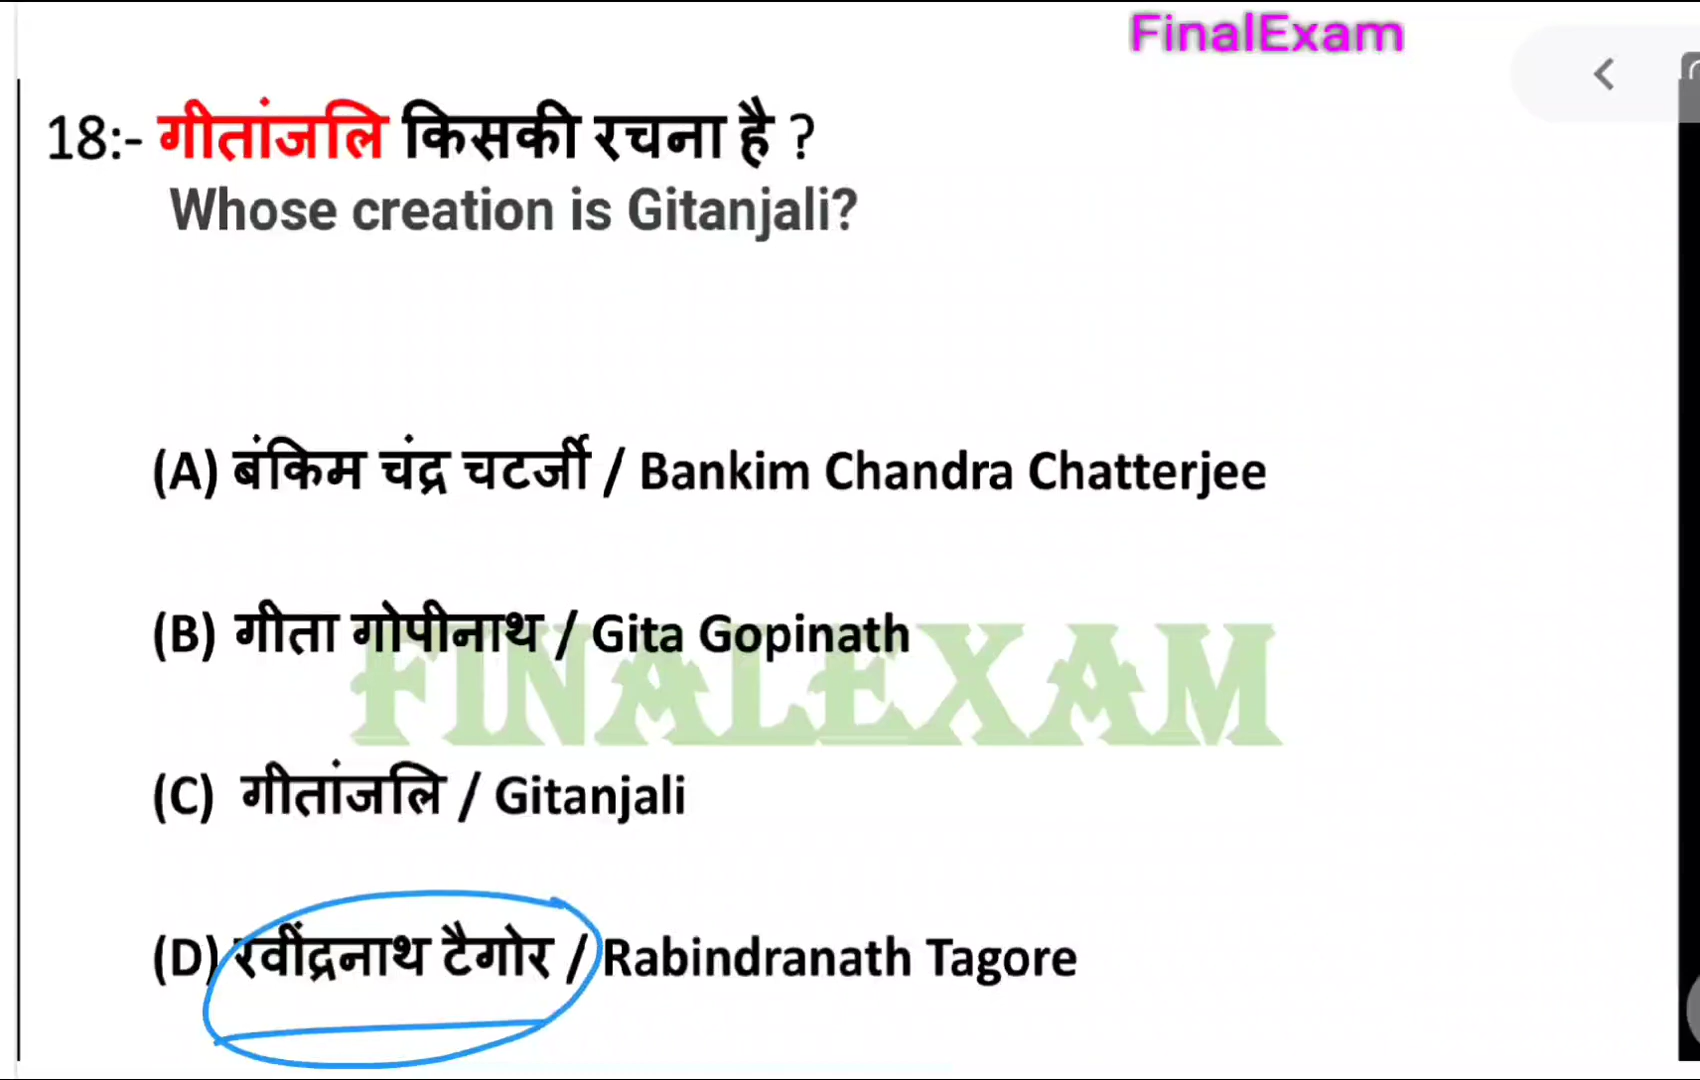 FinalExam
18:- गीतांजलि किसकी रचना है ?
Whose creation is Gitanjali?
(A) बंकिम चंद्र चटर्जी / Bankim Chandra Chatterjee
(B) गीता गोपीनाथ / Gita Gopinath
FINALEXAM
(C) गीतांजलि / Gitanjali
(D) रवींद्रनाथ टैगोर / Rabindranath Tagore